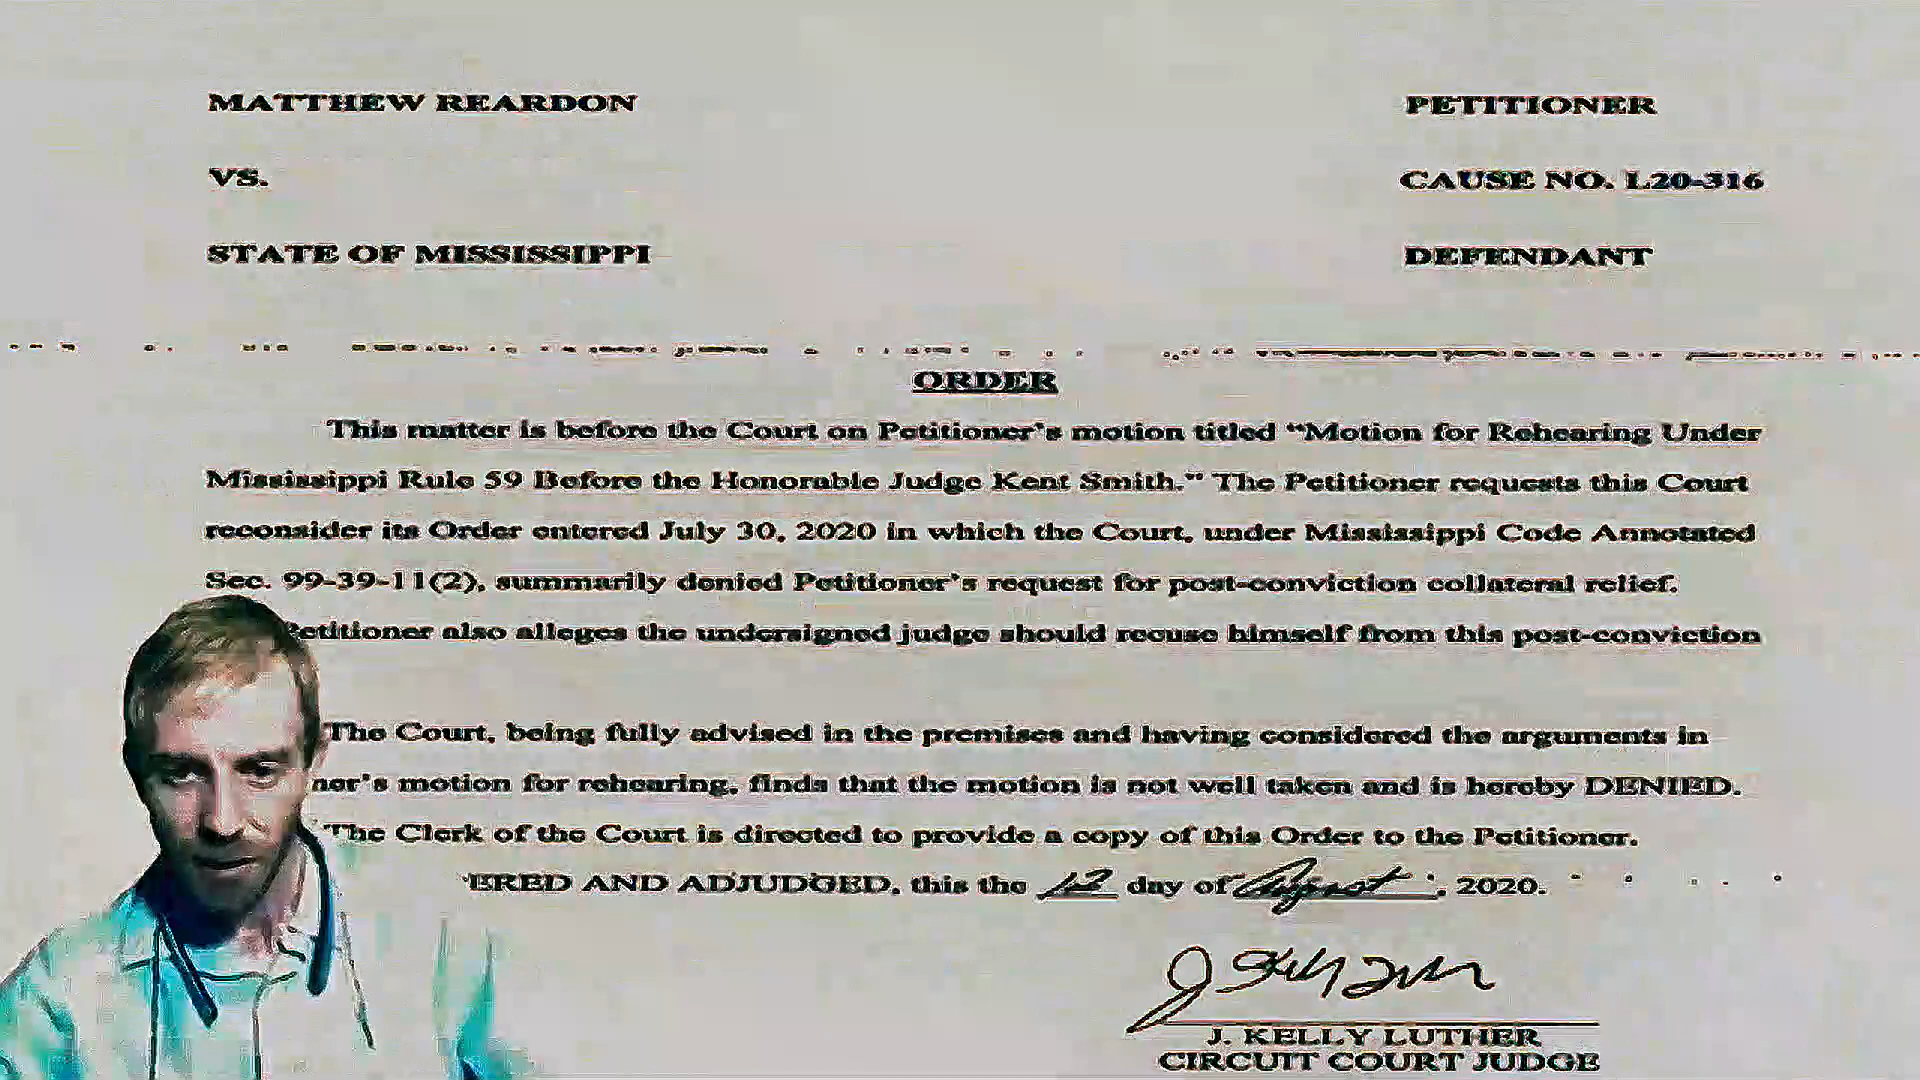 MATTHEW REARDON PETITIONER
VS. CAUSE NO. L20-316
STATE OF MISSISSIPPI DEFENDANT
ORDER
This matter is before the Court on Petitioner's motion titled "Motion for Rehearing Under
Mississippi Rule 59 Before the Honorable Judge Kent Smith." The Petitioner requests this Court
reconsider its Order entered July 30, 2020 in which the Court, under Mississippi Code Annotated
Sec. 99-39-11(2), summarily denied Petitioner's request for post-conviction collateral relief.
Petitioner also alleges the undersigned judge should recuse himself from this post-conviction
The Court, being fully advised in the premises and having considered the arguments in
ner's motion for rehearing, finds that the motion is not well taken and is hereby DENIED.
The Clerk of the Court is directed to provide a copy of this Order to the Petitioner.
ERED AND ADJUDGED, this the 12 day of August, 2020.
J. KELLY LUTHER
CIRCUIT COURT JUDGE